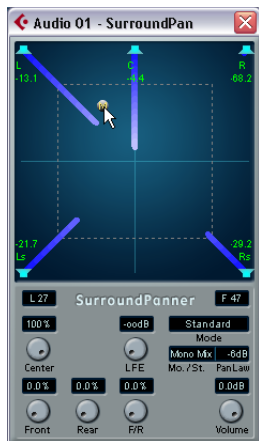 Audio 01 - SurroundPan
L C R
-13.1 -4.4 -68.2
-21.7 -29.2
Ls Rs
L 27 SurroundPanner F 47
100% -oodB Standard
Mode
Mono Mix -6dB
Center LFE Mo./St. PanLaw
0.0% 0.0% 0.0% 0.0dB
Front Rear F/R Volume